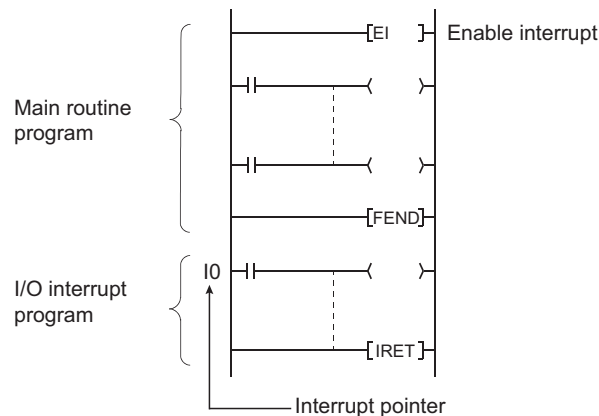 [EI ]
Enable interrupt
Main routine
program
[FEND]
I0
I/O interrupt
program
[IRET]
Interrupt pointer